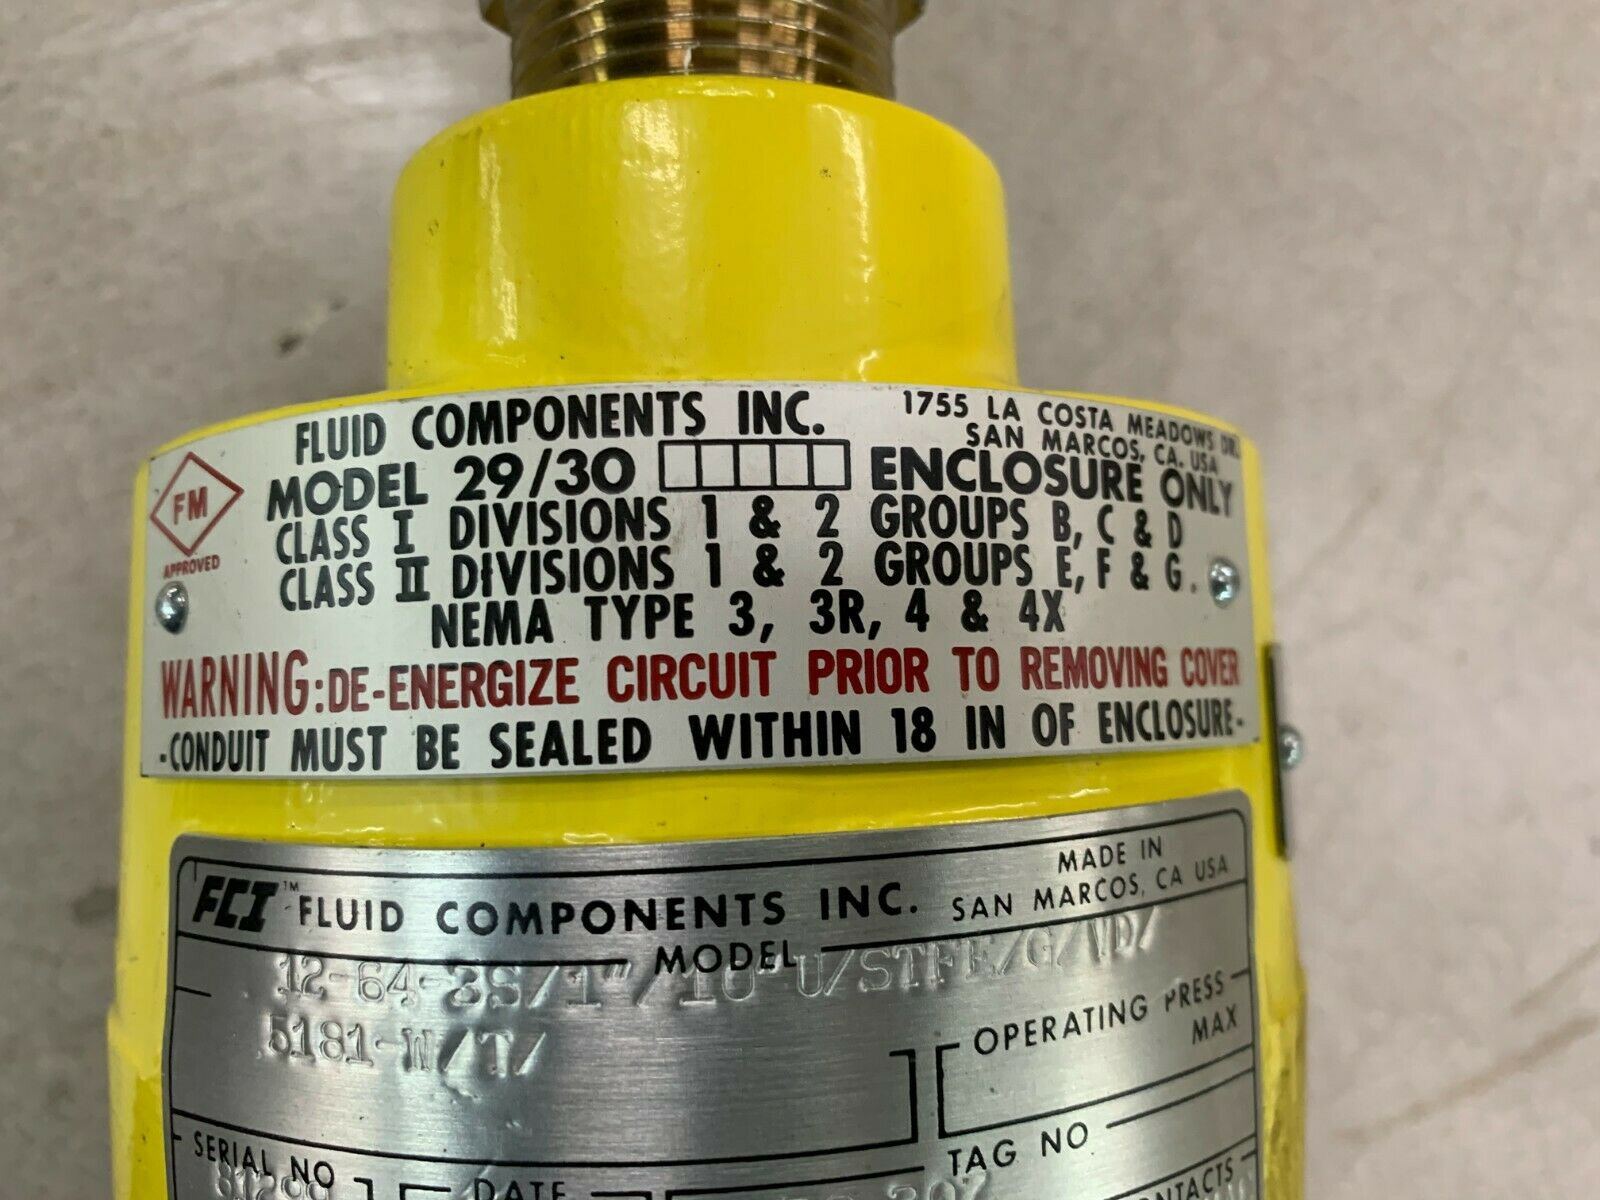 FLUID COMPONENTS INC.
1755 LA COSTA MEADOWS DR.
SAN MARCOS, CA. USA
FM
APPROVED
MODEL 29/30 ENCLOSURE ONLY
CLASS I DIVISIONS 1 & 2 GROUPS B, C & D
CLASS II DIVISIONS 1 & 2 GROUPS E, F & G.
NEMA TYPE 3, 3R, 4 & 4X
WARNING: DE-ENERGIZE CIRCUIT PRIOR TO REMOVING COVER
-CONDUIT MUST BE SEALED WITHIN 18 IN OF ENCLOSURE-
FCI™ FLUID COMPONENTS INC.
MADE IN
SAN MARCOS, CA USA
MODEL
5181-W/T/
OPERATING PRESS
MAX
SERIAL NO
DATE
TAG NO